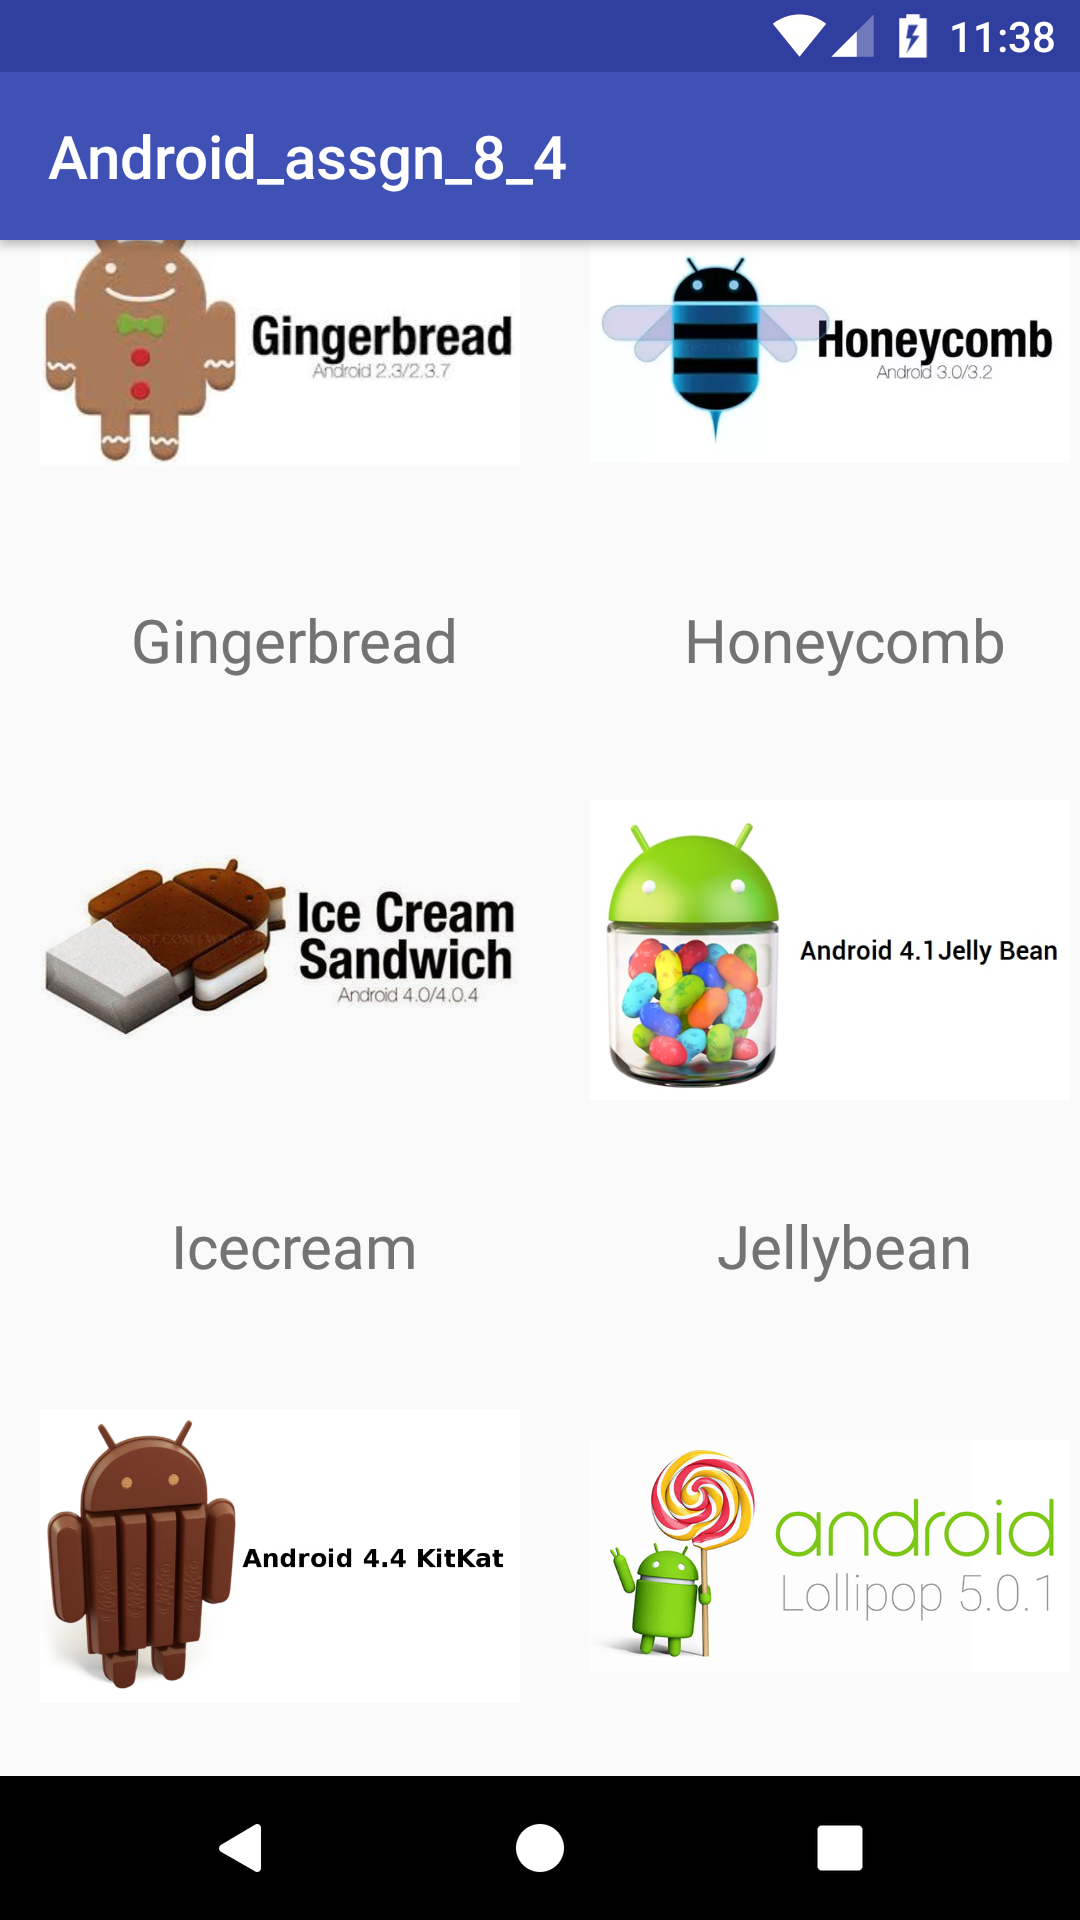 11:38
Android_assgn_8_4
Gingerbread
Android 2.3/2.3.7
Honeycomb
Android 3.0/3.2
Gingerbread
Honeycomb
Ice Cream
Sandwich
Android 4.0/4.0.4
Android 4.1 Jelly Bean
Icecream
Jellybean
Android 4.4 KitKat
android
Lollipop 5.0.1